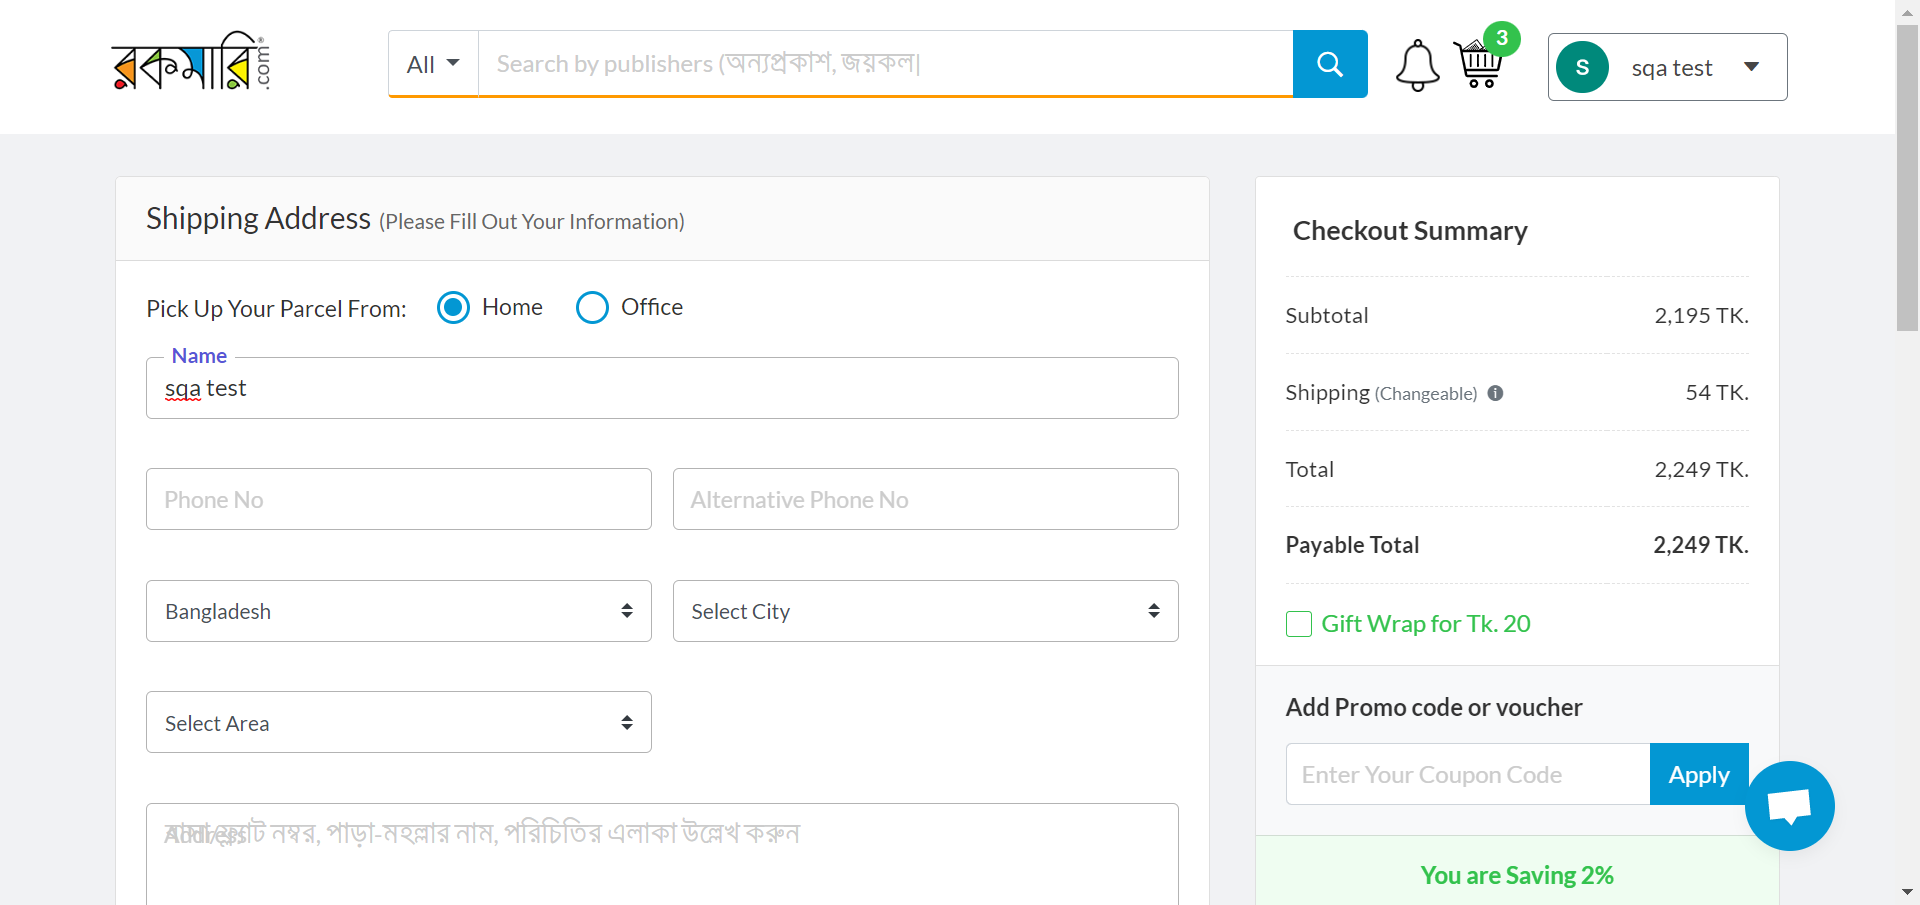 রকমারি.com®
All
Search by publishers (অন্যপ্রকাশ, জয়কল|
3
S
sqa test
Shipping Address (Please Fill Out Your Information)
Pick Up Your Parcel From:
Home
Office
Name
sqa test
Phone No
Alternative Phone No
Bangladesh
Select City
Select Area
Address
নম্বর, পাড়া-মহল্লার নাম, পরিচিতির এলাকা উল্লেখ করুন
Checkout Summary
Subtotal 2,195 TK.
Shipping (Changeable) i 54 TK.
Total 2,249 TK.
Payable Total 2,249 TK.
Gift Wrap for Tk. 20
Add Promo code or voucher
Enter Your Coupon Code
Apply
You are Saving 2%